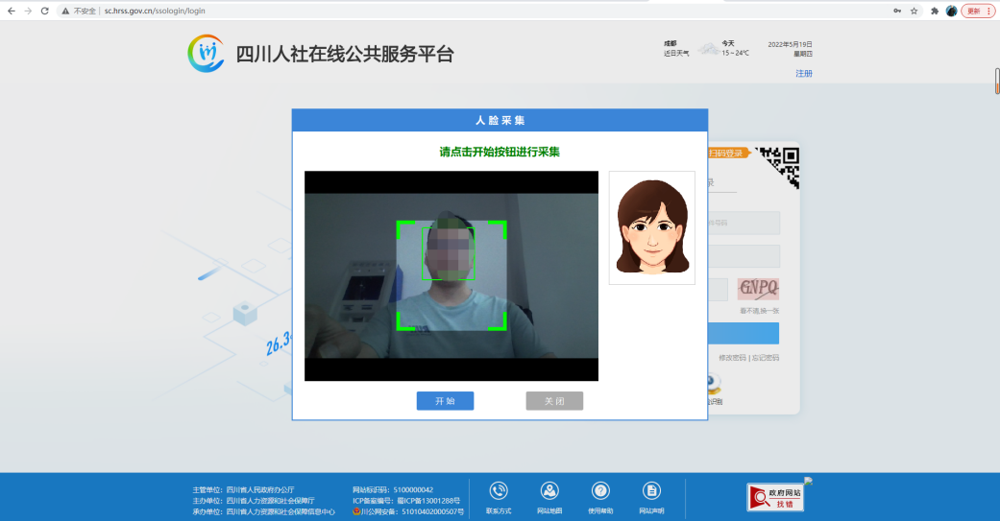 不安全 | sc.hrss.gov.cn/ssologin/login
更新
四川人社在线公共服务平台
成都
近日天气
今天
15～24℃
2022年5月19日
星期四
注册
人脸采集
请点击开始按钮进行采集
扫码登录
录
GNPQ
看不清,换一张
修改密码 | 忘记密码
识别
26.3
开始
关闭
主管单位：四川省人民政府办公厅
主办单位：四川省人力资源和社会保障厅
承办单位：四川省人力资源和社会保障信息中心
网站标识码：5100000042
ICP备案编号：蜀ICP备13001288号
川公网安备：51010402000507号
联系方式
网站地图
使用帮助
网站声明
政府网站
找错